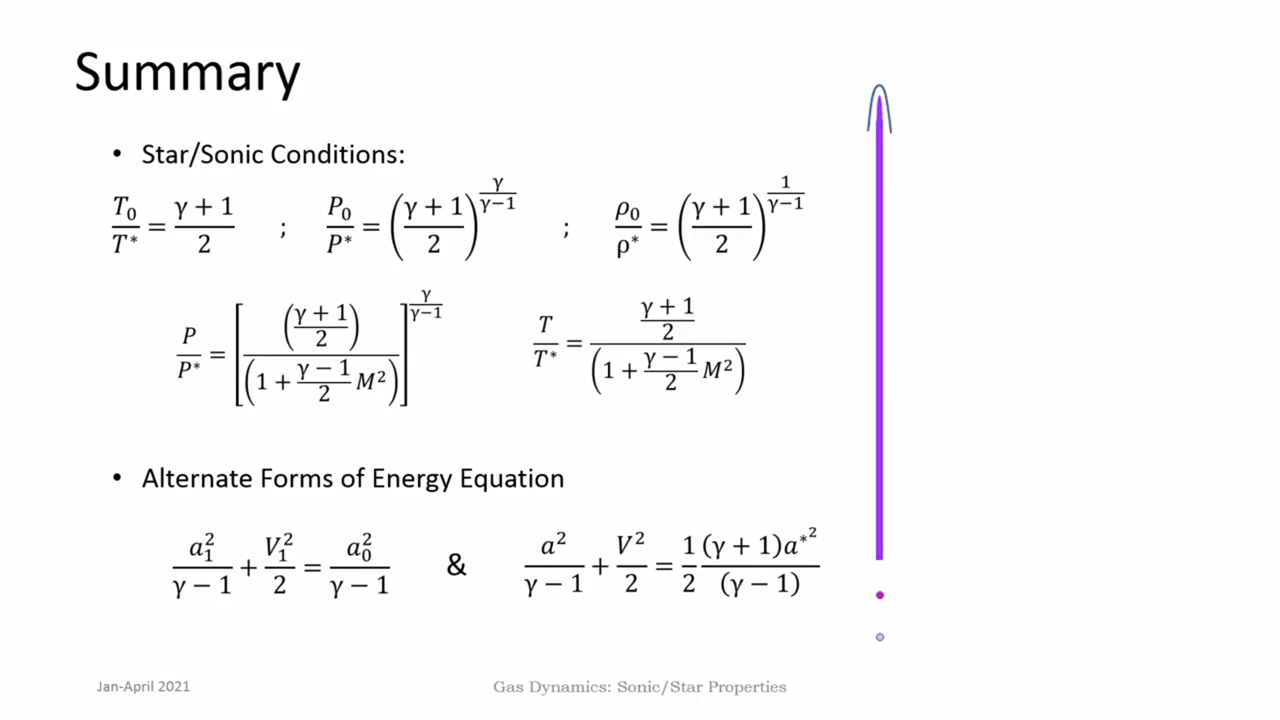 Summary
• Star/Sonic Conditions:
T₀/T* = (γ + 1)/2 ; P₀/P* = ((γ + 1)/2)^(γ/(γ−1)) ; ρ₀/ρ* = ((γ + 1)/2)^(1/(γ−1))
P/P* = [((γ + 1)/2)/(1 + (γ − 1)/2 M²)]^(γ/(γ−1)) T/T* = ((γ + 1)/2)/(1 + (γ − 1)/2 M²)
• Alternate Forms of Energy Equation
a₁²/(γ − 1) + V₁²/2 = a₀²/(γ − 1) & a²/(γ − 1) + V²/2 = 1/2 (γ + 1)a*²/(γ − 1)
Jan-April 2021
Gas Dynamics: Sonic/Star Properties